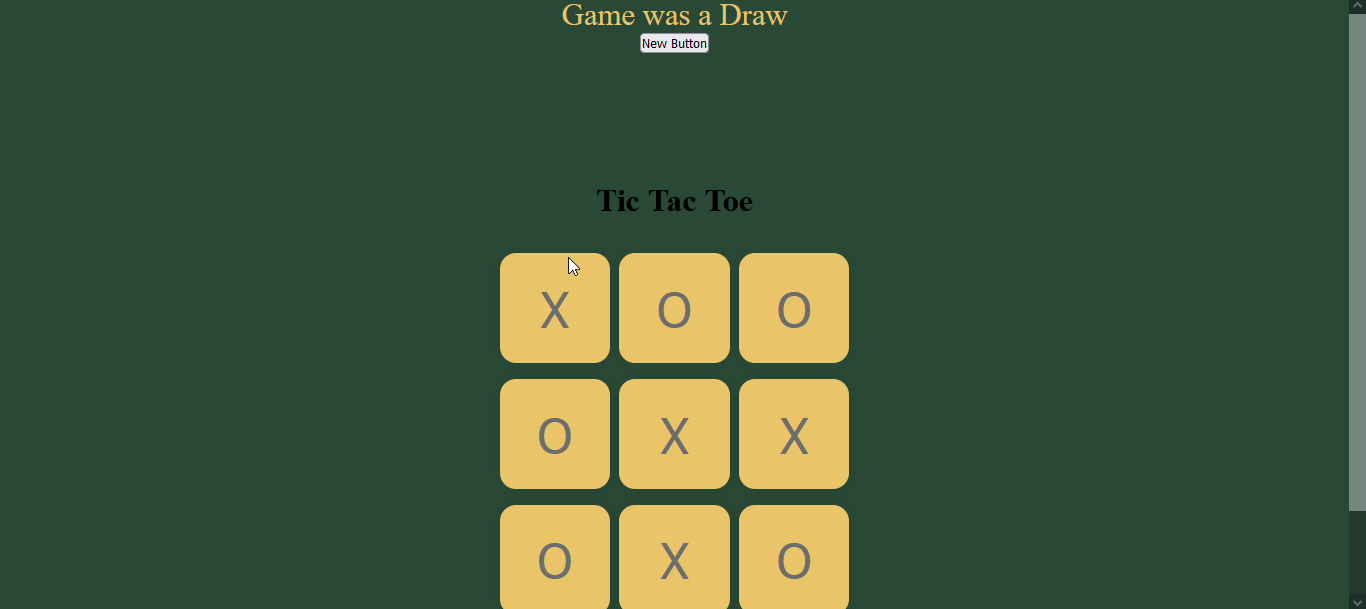 Game was a Draw
New Button
Tic Tac Toe
X O O
O X X
O X O